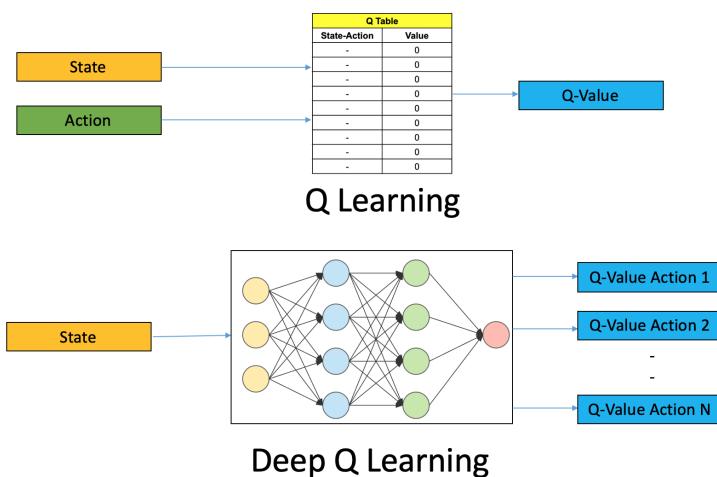 Q Table
State-Action Value
- 0
- 0
- 0
- 0
- 0
- 0
- 0
- 0
- 0
State
Action
Q-Value
Q Learning
State
Q-Value Action 1
Q-Value Action 2
-
-
Q-Value Action N
Deep Q Learning